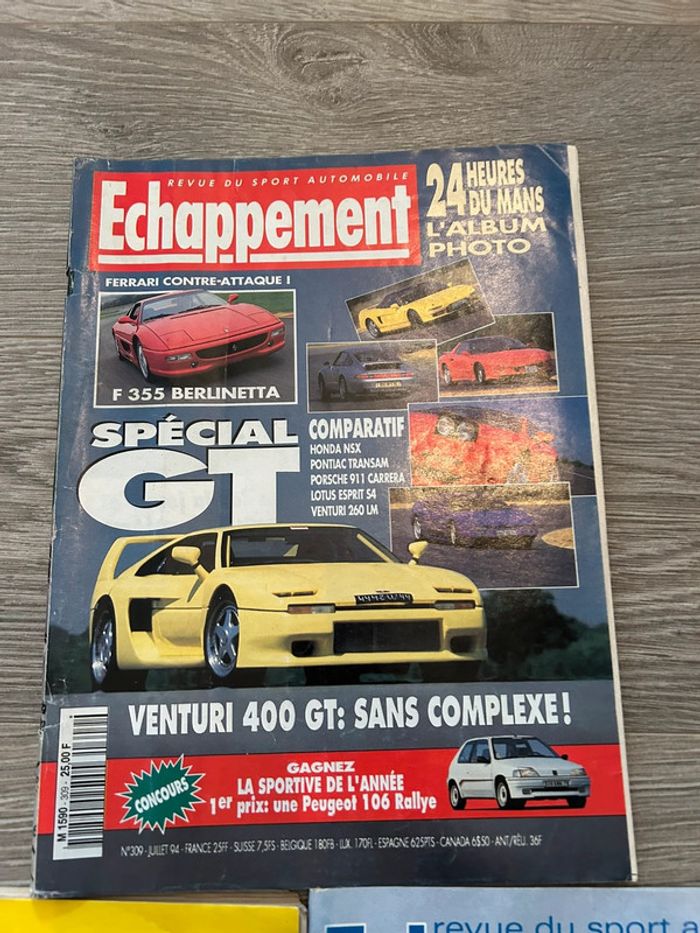 REVUE DU SPORT AUTOMOBILE
Echappement
24 HEURES
DU MANS
L'ALBUM
PHOTO
FERRARI CONTRE-ATTAQUE !
F 355 BERLINETTA
SPÉCIAL
GT
COMPARATIF
HONDA NSX
PONTIAC TRANSAM
PORSCHE 911 CARRERA
LOTUS ESPRIT S4
VENTURI 260 LM
VENTURI 400 GT: SANS COMPLEXE!
CONCOURS
GAGNEZ
LA SPORTIVE DE L'ANNÉE
1er prix: une Peugeot 106 Rallye
M 1590 - 309 - 25,00 F
N°309 - JUILLET 94 - FRANCE 25FF - SUISSE 7,5FS - BELGIQUE 180FB - LUX. 170FL - ESPAGNE 625PTS - CANADA 6$50 - ANT/RÉU. 36F
revue du sport a